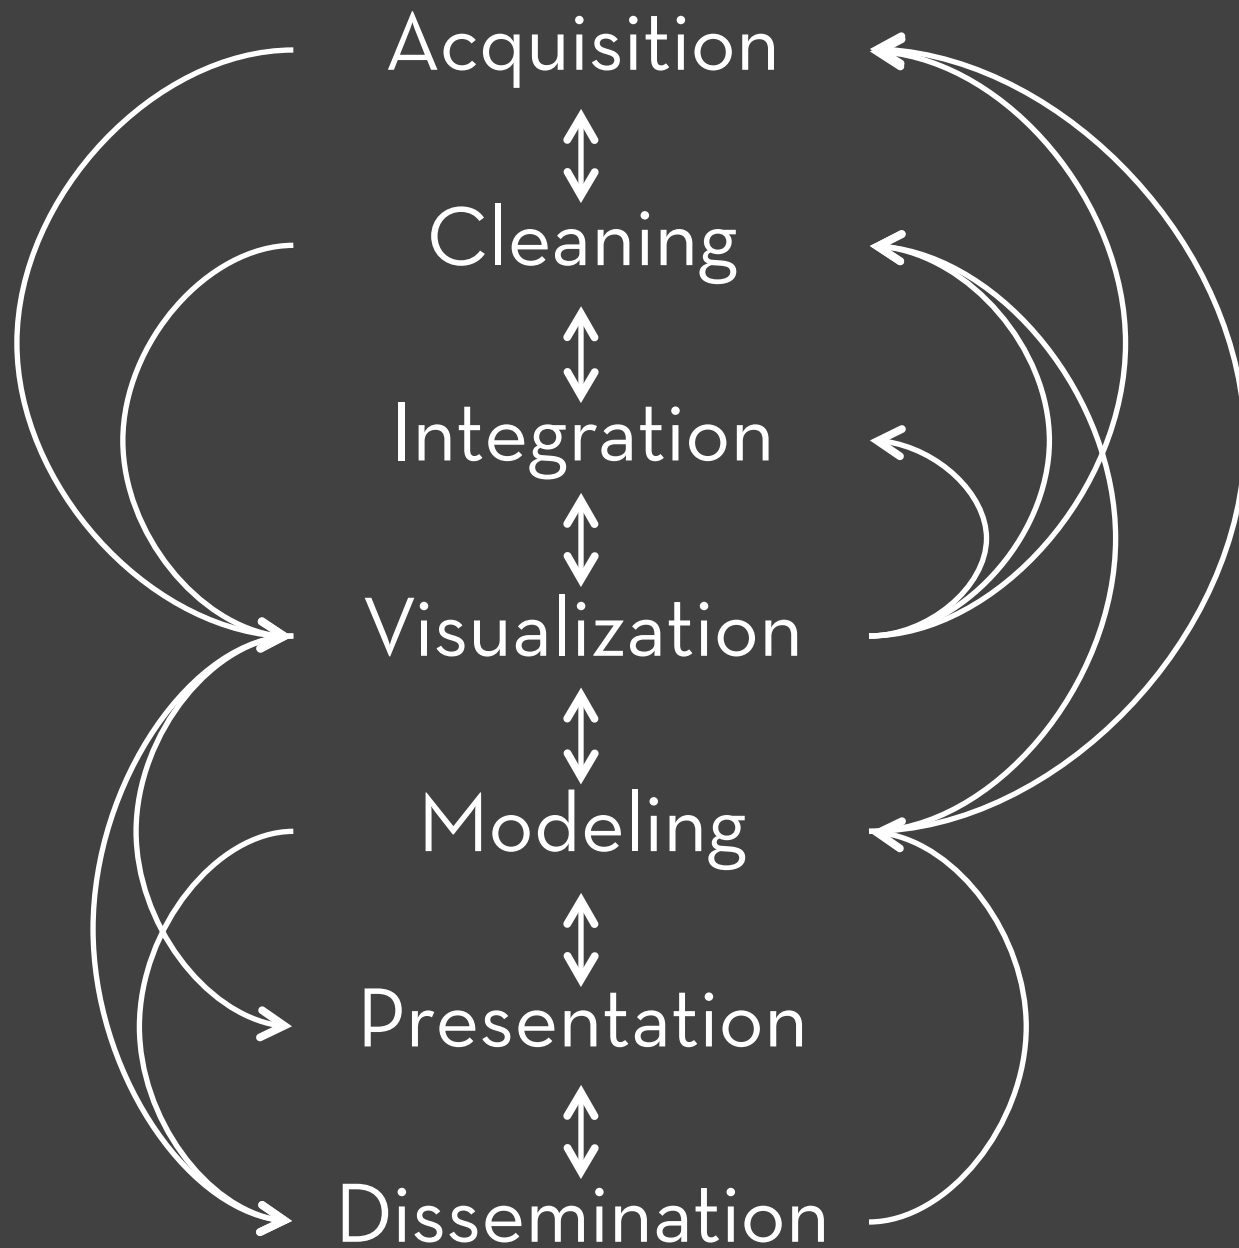 Acquisition
Cleaning
Integration
Visualization
Modeling
Presentation
Dissemination